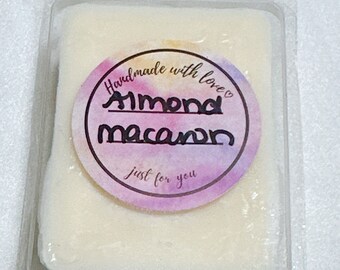 Handmade with love♡
Almond
macaron
just for you